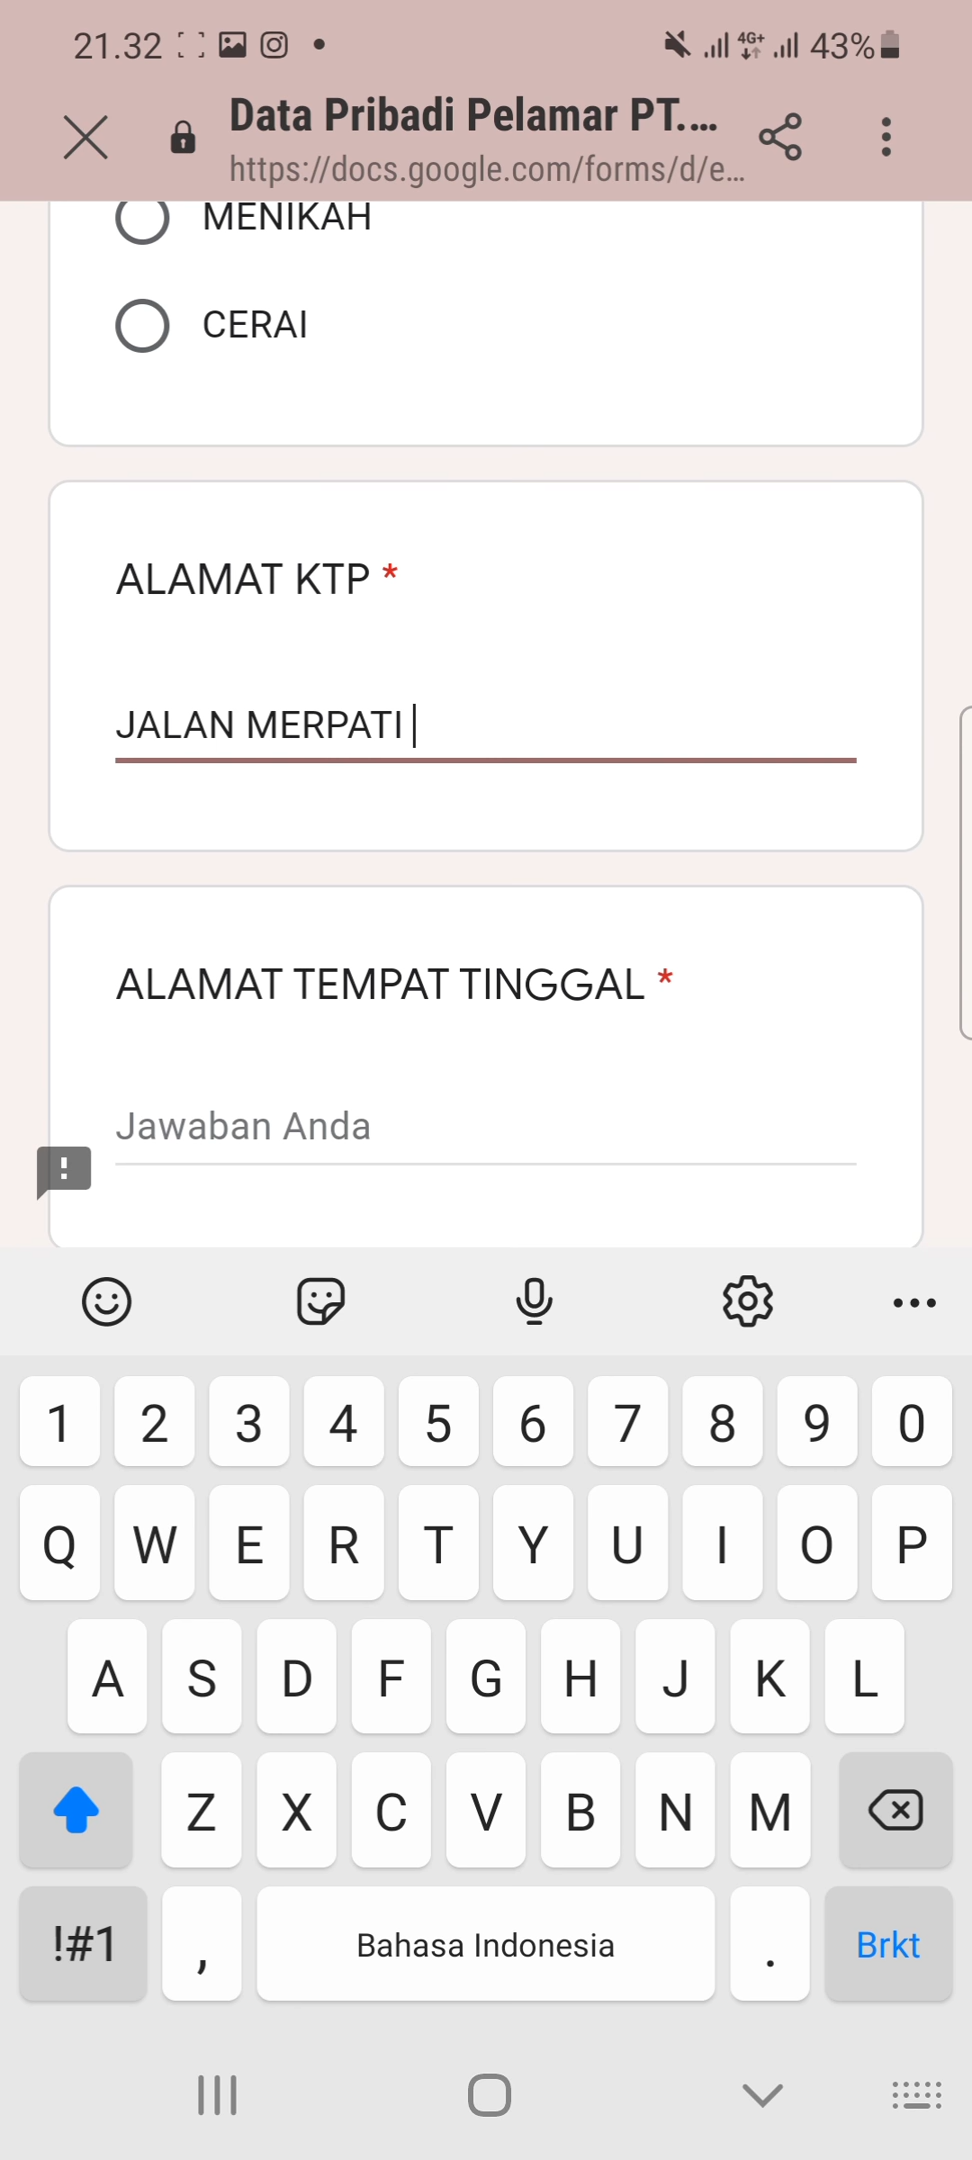 21.32
4G+ 43%
Data Pribadi Pelamar PT....
https://docs.google.com/forms/d/e...
MENIKAH
CERAI
ALAMAT KTP *
JALAN MERPATI
ALAMAT TEMPAT TINGGAL *
Jawaban Anda
!
1 2 3 4 5 6 7 8 9 0
Q W E R T Y U I O P
A S D F G H J K L
Z X C V B N M
!#1 , Bahasa Indonesia . Brkt